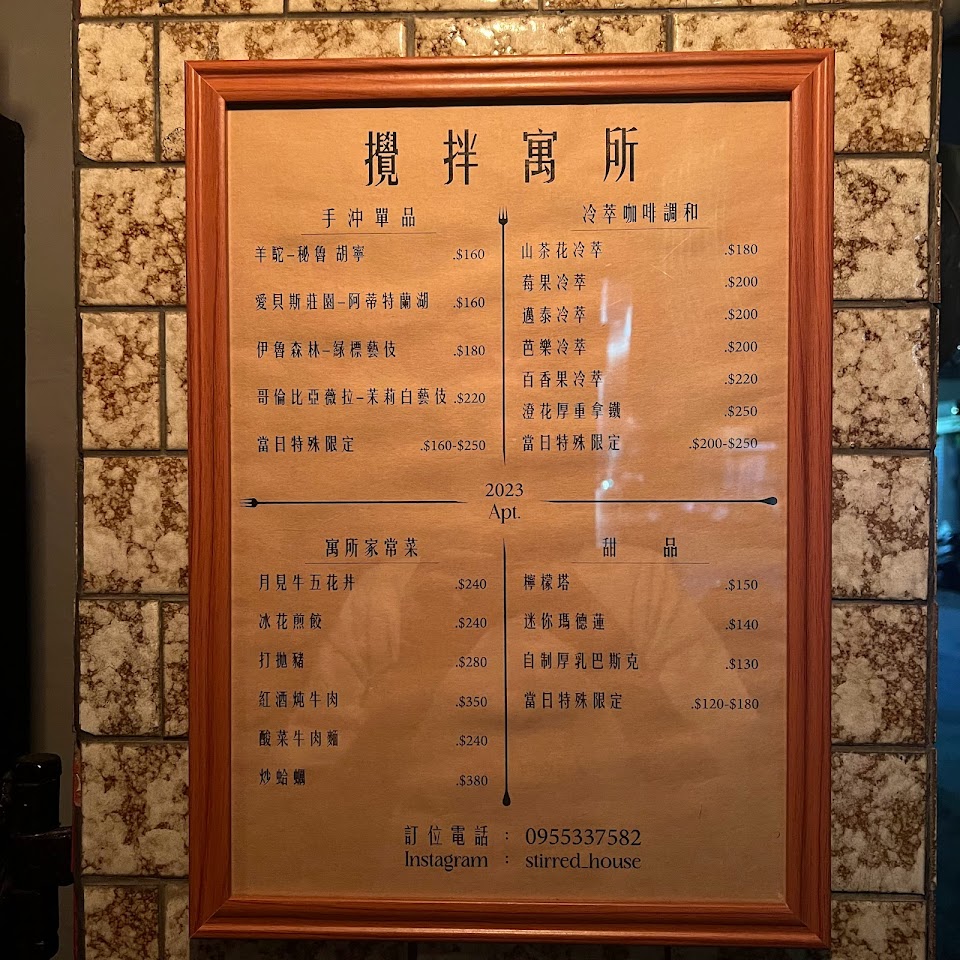 攪拌寓所
手沖單品
羊駝-秘魯 胡寧 .$160
愛貝斯莊園-阿蒂特蘭湖 .$160
伊魯森林-綠標藝伎 .$180
哥倫比亞薇拉-茉莉白藝伎 .$220
當日特殊限定 .$160-$250
冷萃咖啡調和
山茶花冷萃 .$180
莓果冷萃 .$200
邁泰冷萃 .$200
芭樂冷萃 .$200
百香果冷萃 .$220
澄花厚重拿鐵 .$250
當日特殊限定 .$200-$250
2023
Apt.
寓所家常菜
月見牛五花丼 .$240
冰花煎餃 .$240
打拋豬 .$280
紅酒燉牛肉 .$350
酸菜牛肉麵 .$240
炒蛤蠣 .$380
甜品
檸檬塔 .$150
迷你瑪德蓮 .$140
自制厚乳巴斯克 .$130
當日特殊限定 .$120-$180
訂位電話 : 0955337582
Instagram : stirred_house